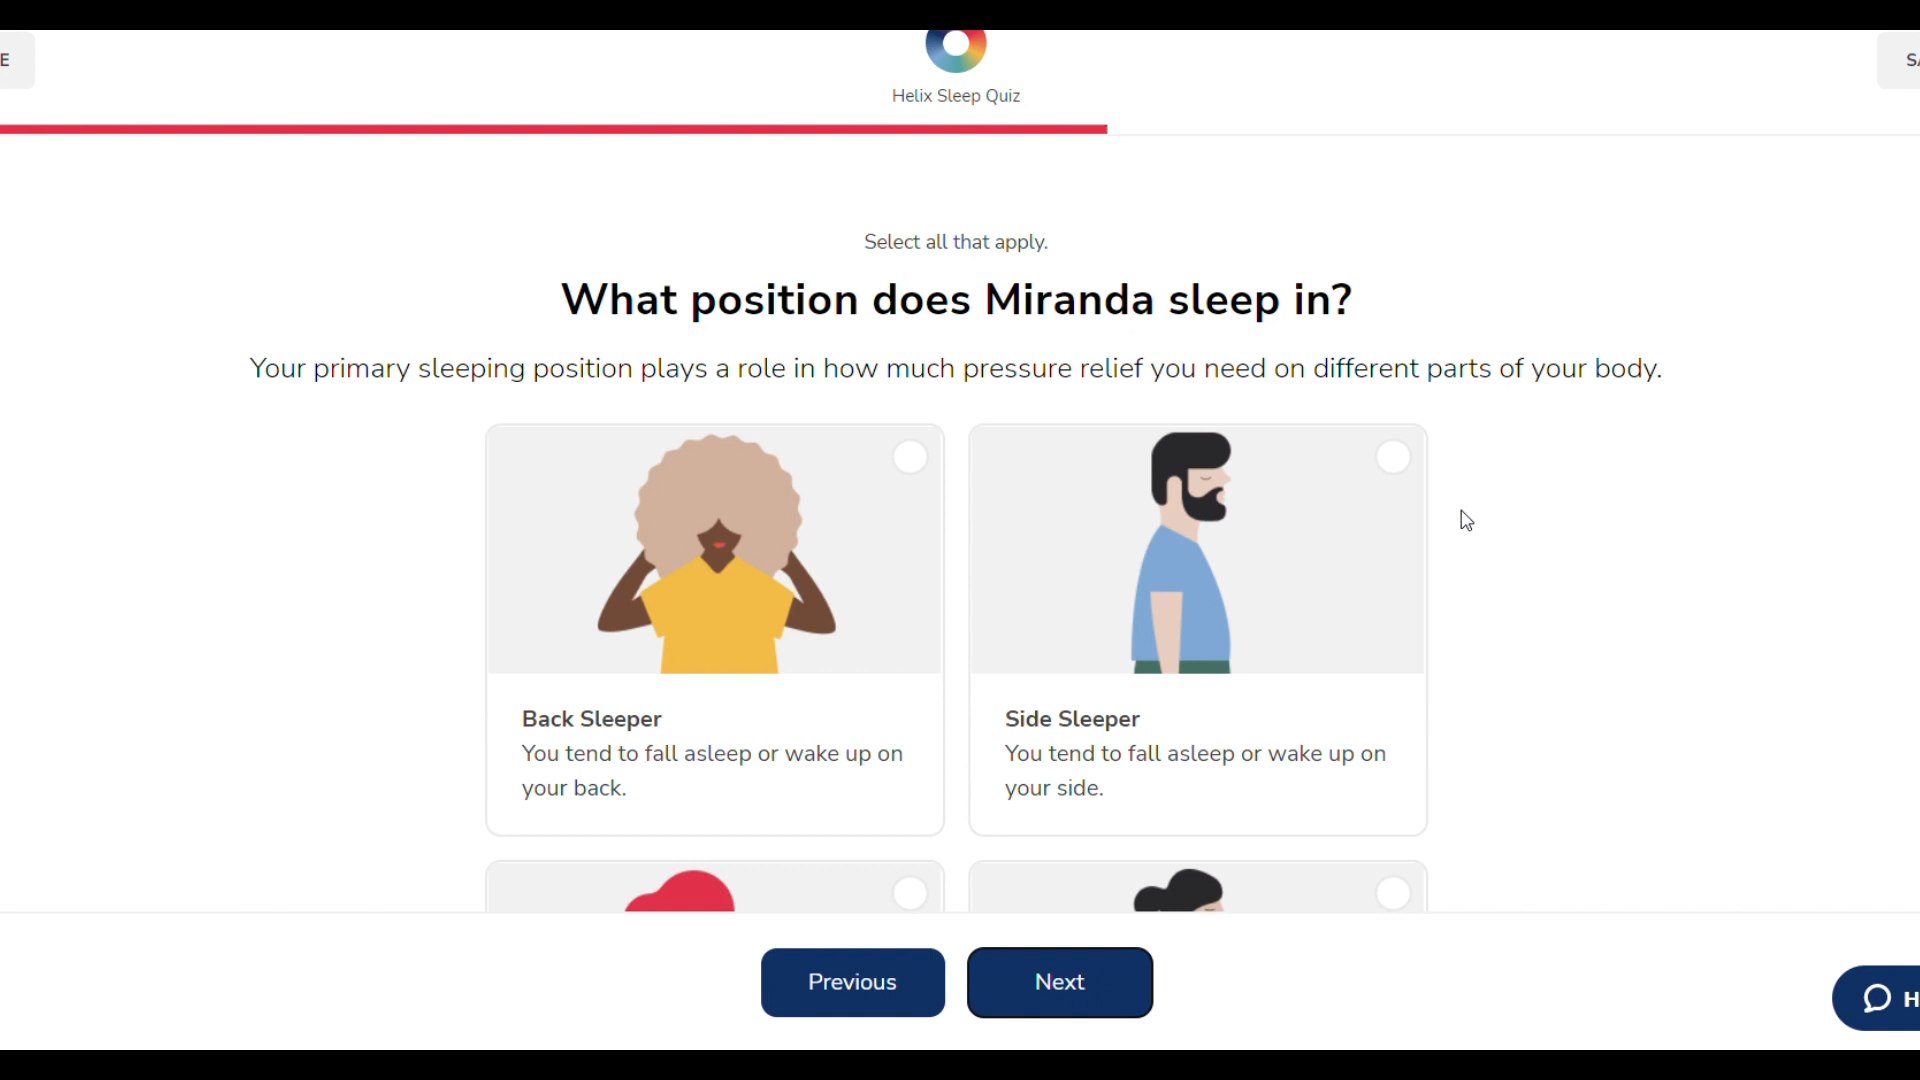 E
Helix Sleep Quiz
Select all that apply.
What position does Miranda sleep in?
Your primary sleeping position plays a role in how much pressure relief you need on different parts of your body.
Back Sleeper
You tend to fall asleep or wake up on
your back.
Side Sleeper
You tend to fall asleep or wake up on
your side.
Previous
Next
H